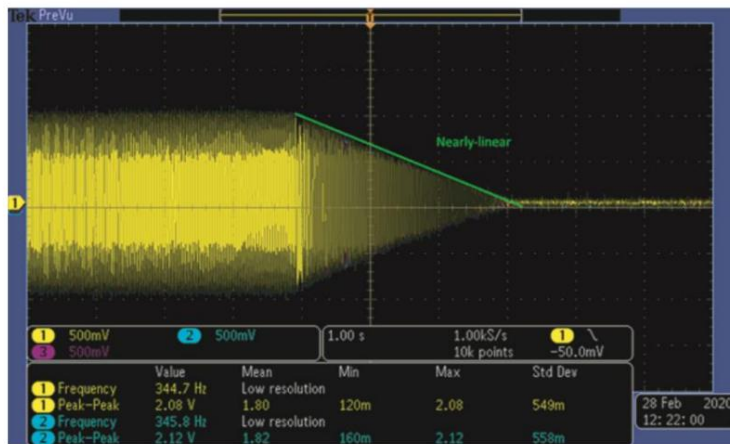 Tek PreVu
T
Nearly-linear
1
1 500mV 2 500mV 1.00 s 1.00kS/s 1
3 500mV 10k points -50.0mV
Value Mean Min Max Std Dev
1 Frequency 344.7 Hz Low resolution
1 Peak-Peak 2.08 V 1.80 120m 2.08 549m
2 Frequency 345.8 Hz Low resolution
2 Peak-Peak 2.12 V 1.82 160m 2.12 558m
28 Feb 2020
12:22:00